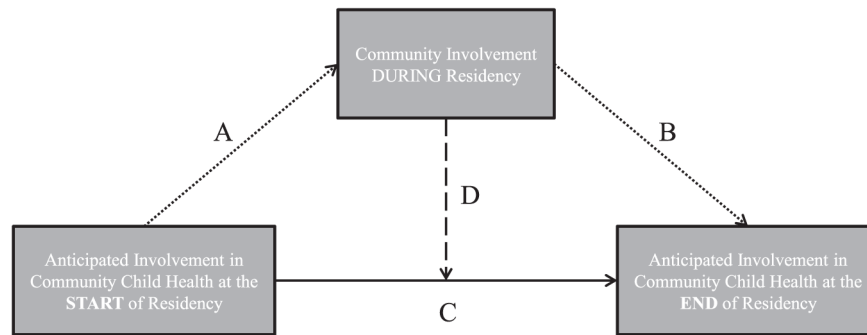 Community Involvement
DURING Residency
A
B
D
Anticipated Involvement in
Community Child Health at the
START of Residency
Anticipated Involvement in
Community Child Health at the
END of Residency
C